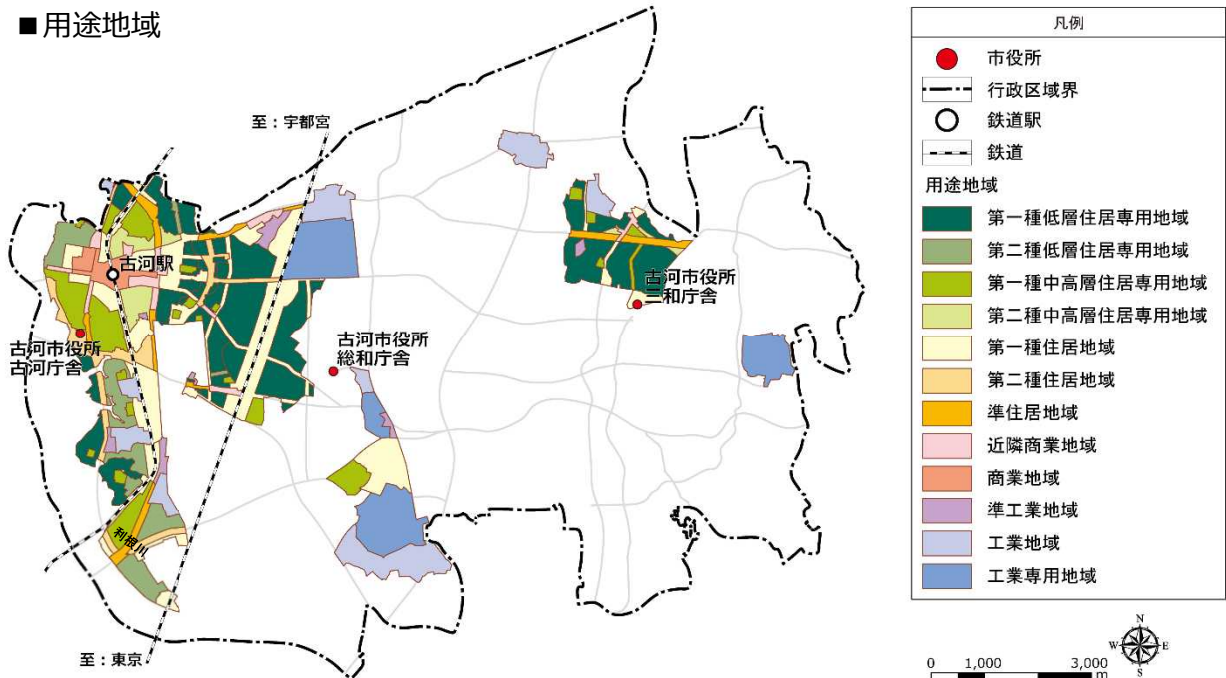 ■用途地域
至：宇都宮
古河駅
古河市役所
古河庁舎
古河市役所
総和庁舎
古河市役所
三和庁舎
利根川
至：東京
凡例
市役所
行政区域界
鉄道駅
鉄道
用途地域
第一種低層住居専用地域
第二種低層住居専用地域
第一種中高層住居専用地域
第二種中高層住居専用地域
第一種住居地域
第二種住居地域
準住居地域
近隣商業地域
商業地域
準工業地域
工業地域
工業専用地域
N
W E
S
0 1,000 3,000
m